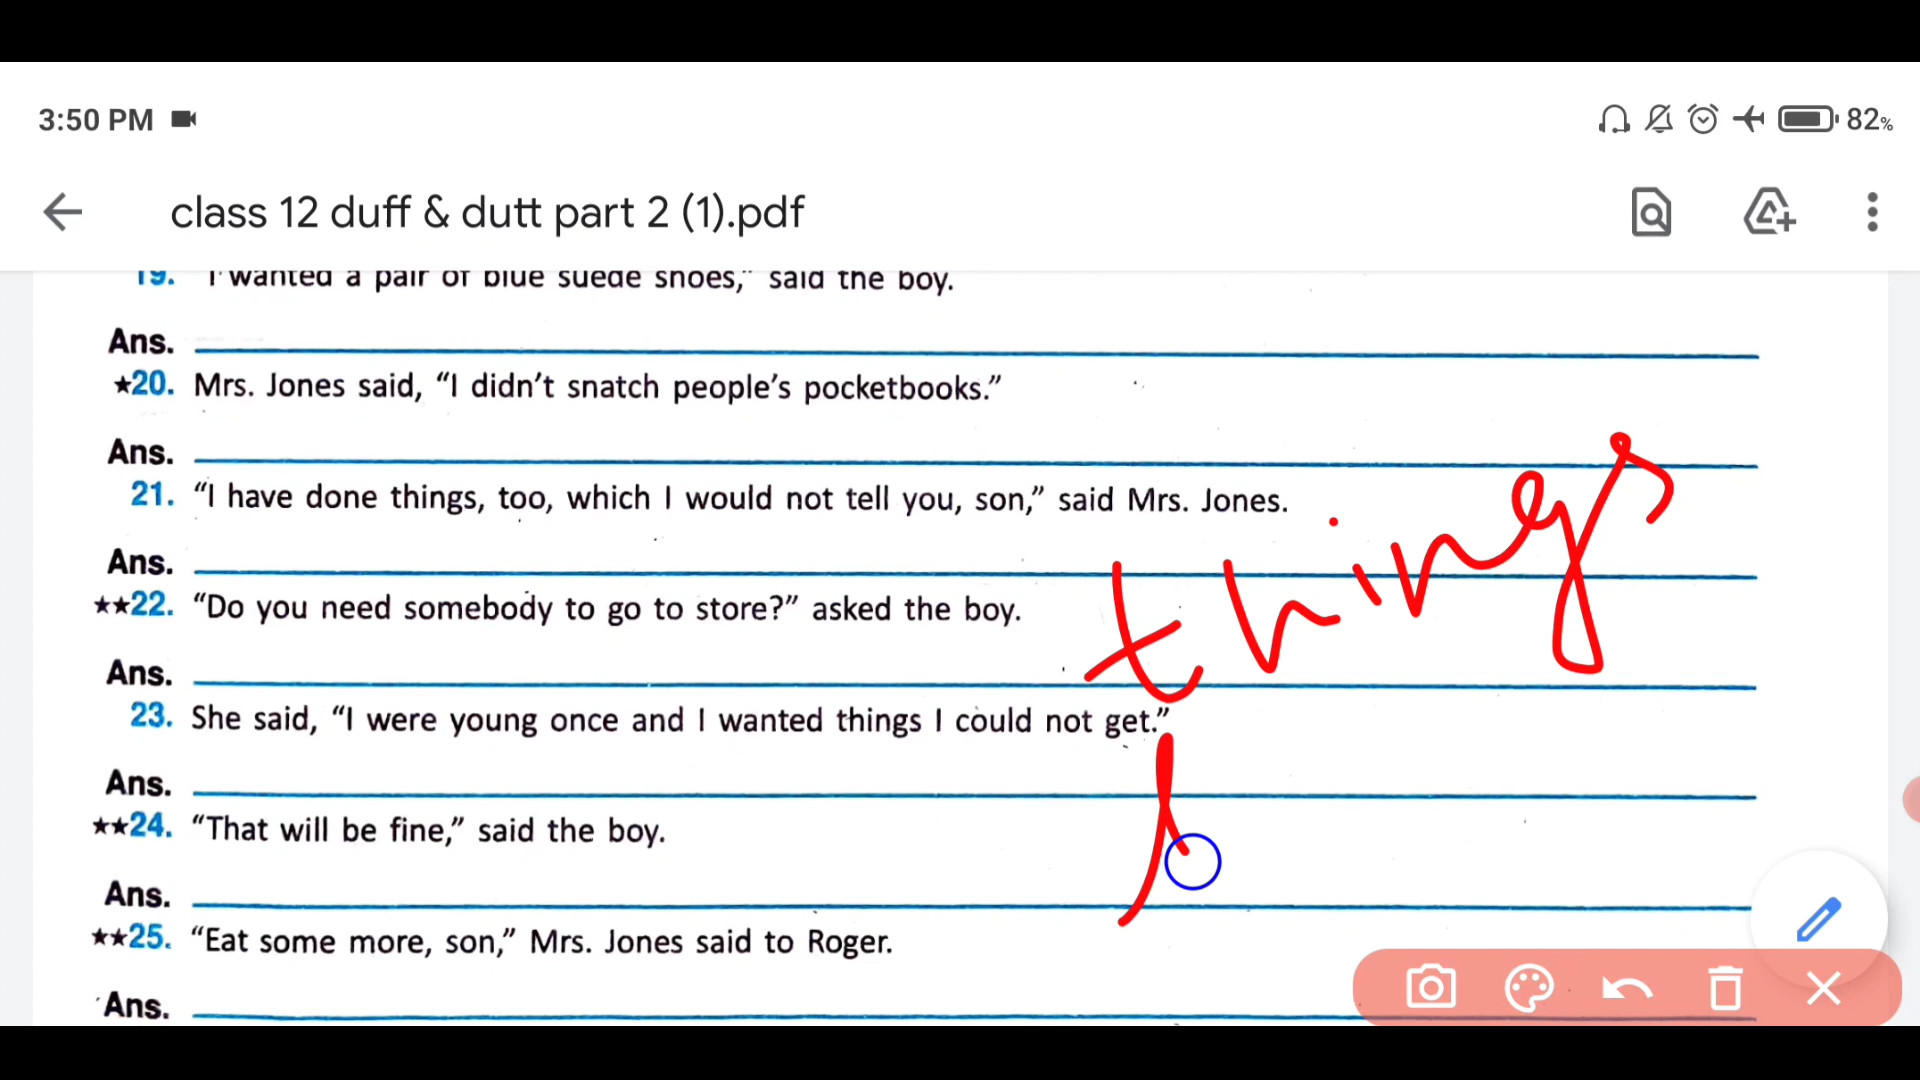 3:50 PM 82%
class 12 duff & dutt part 2 (1).pdf
19. I wanted a pair of blue suede shoes,” said the boy.
Ans.
★20. Mrs. Jones said, “I didn’t snatch people’s pocketbooks.”
Ans.
21. “I have done things, too, which I would not tell you, son,” said Mrs. Jones.
Ans.
★★22. “Do you need somebody to go to store?” asked the boy.
things
Ans.
23. She said, “I were young once and I wanted things I could not get.”
Ans.
★★24. “That will be fine,” said the boy.
Ans.
★★25. “Eat some more, son,” Mrs. Jones said to Roger.
Ans.